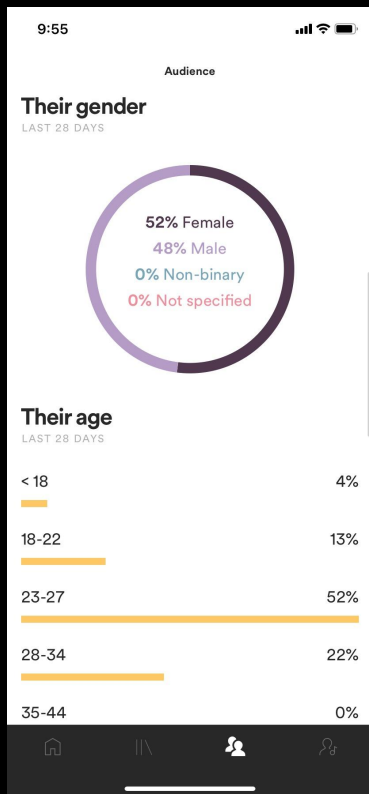 9:55
Audience
Their gender
LAST 28 DAYS
52% Female
48% Male
0% Non-binary
0% Not specified
Their age
LAST 28 DAYS
< 18 4%
18-22 13%
23-27 52%
28-34 22%
35-44 0%